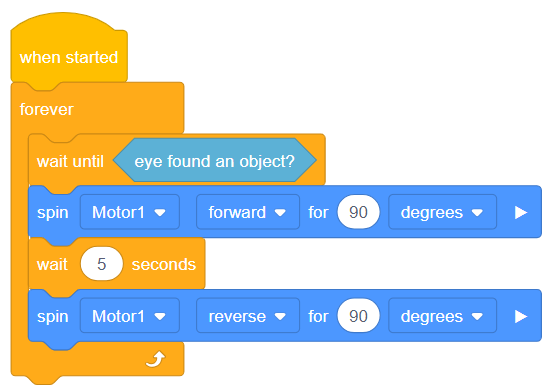 when started
forever
wait until eye found an object?
spin Motor1 forward for 90 degrees
wait 5 seconds
spin Motor1 reverse for 90 degrees